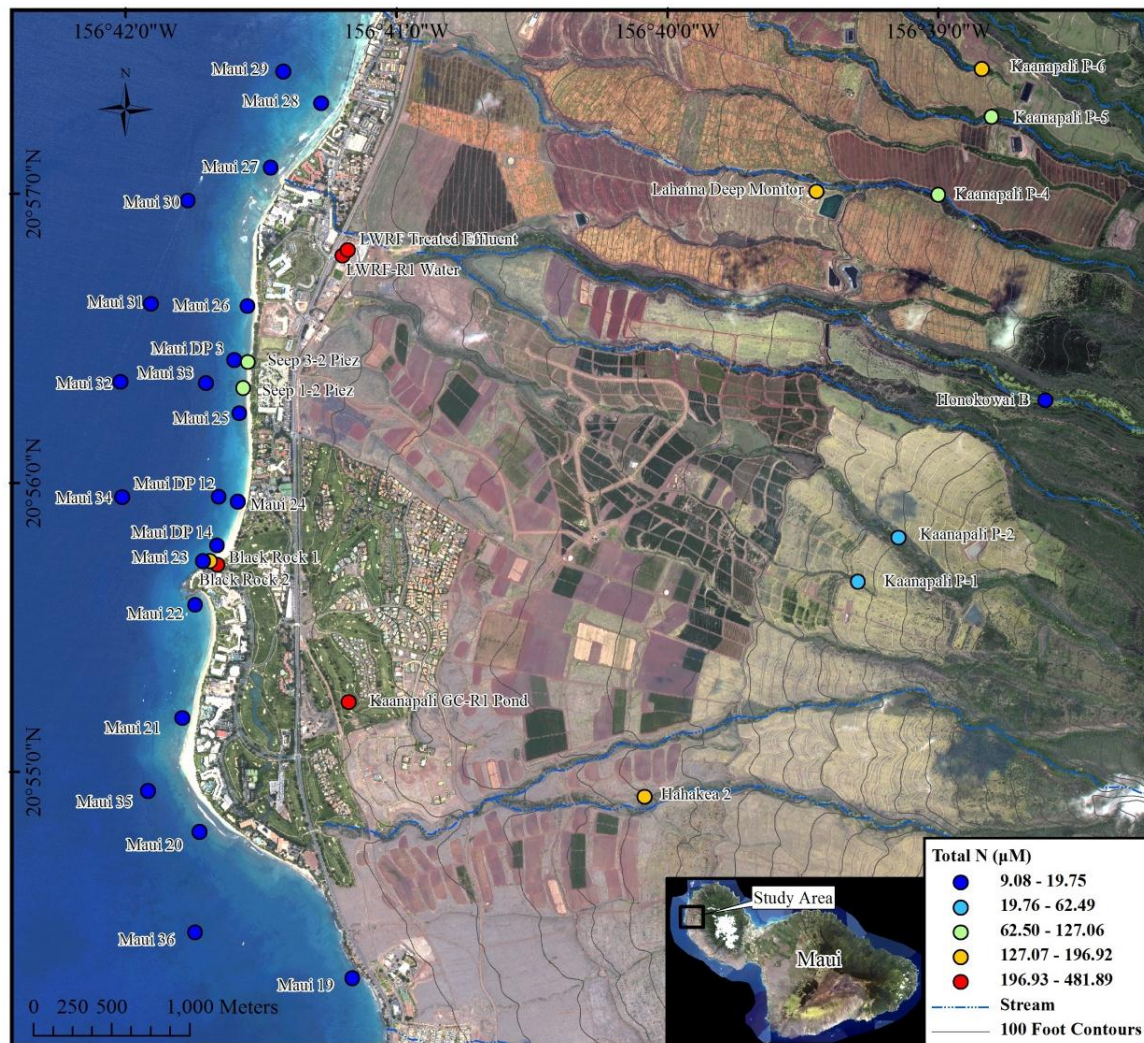 156°42'0"W
156°41'0"W
156°40'0"W
156°39'0"W
N
Maui 29
Kaanapali P-6
Maui 28
Kaanapali P-5
Maui 27
20°57'0"N
Maui 30
Lahaina Deep Monitor
Kaanapali P-4
LWRF Treated Effluent
LWRF-R1 Water
Maui 31
Maui 26
Maui DP 3
Seep 3-2 Piez
Maui 32
Maui 33
Seep 1-2 Piez
Honokowai B
Maui 25
20°56'0"N
Maui 34
Maui DP 12
Maui 24
Kaanapali P-2
Maui DP 14
Maui 23
Black Rock 1
Black Rock 2
Kaanapali P-1
Maui 22
Kaanapali GC-R1 Pond
Maui 21
20°55'0"N
Maui 35
Hahakea 2
Maui 20
Maui 36
Maui 19
0 250 500 1,000 Meters
Study Area
Maui
Total N (µM)
9.08 - 19.75
19.76 - 62.49
62.50 - 127.06
127.07 - 196.92
196.93 - 481.89
Stream
100 Foot Contours